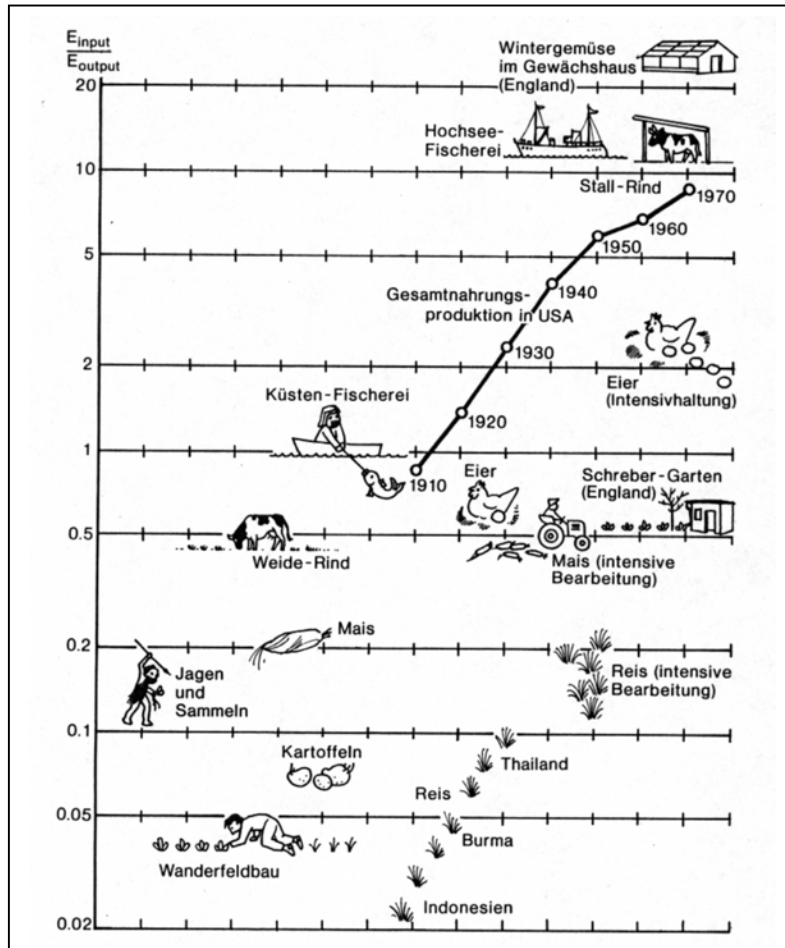 E input
E output
Wintergemüse
im Gewächshaus
(England)
20
Hochsee-
Fischerei
10
Stall-Rind
1970
1960
1950
5
1940
Gesamtnahrungs-
produktion in USA
1930
2
Eier
(Intensivhaltung)
Küsten-Fischerei
1920
1
1910
Eier
Schreber-Garten
(England)
0.5
Weide-Rind
Mais (intensive
Bearbeitung)
0.2
Mais
Jagen
und
Sammeln
Reis (intensive
Bearbeitung)
0.1
Kartoffeln
Thailand
Reis
0.05
Burma
Wanderfeldbau
Indonesien
0.02